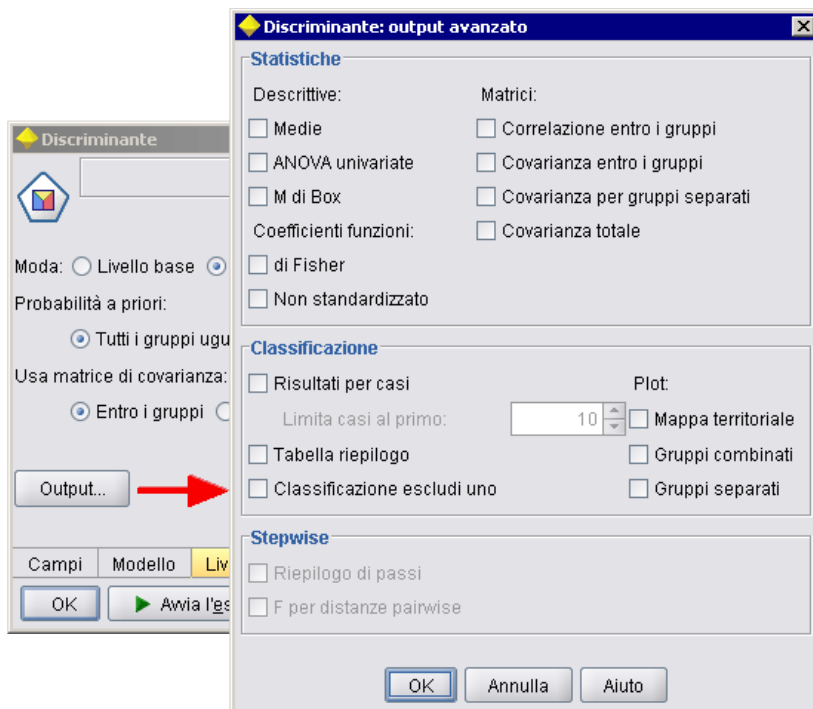 Discriminante: output avanzato
Statistiche
Descrittive:
Matrici:
Medie
Correlazione entro i gruppi
ANOVA univariate
Covarianza entro i gruppi
M di Box
Covarianza per gruppi separati
Coefficienti funzioni:
Covarianza totale
di Fisher
Non standardizzato
Classificazione
Risultati per casi
Plot:
Limita casi al primo:
10
Mappa territoriale
Tabella riepilogo
Gruppi combinati
Classificazione escludi uno
Gruppi separati
Stepwise
Riepilogo di passi
F per distanze pairwise
OK
Annulla
Aiuto
Discriminante
Moda:
Livello base
Probabilità a priori:
Tutti i gruppi ugu
Usa matrice di covarianza:
Entro i gruppi
Output...
Campi
Modello
Liv
OK
Avvia l'es